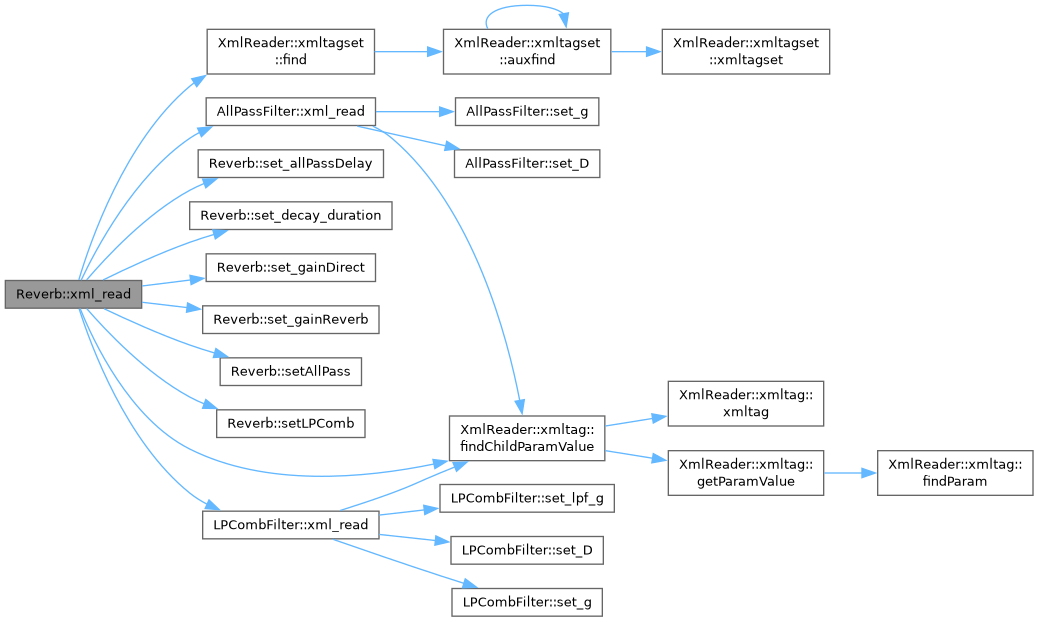 XmlReader::xmltagset
::find
XmlReader::xmltagset
::auxfind
XmlReader::xmltagset
::xmltagset
AllPassFilter::xml_read
AllPassFilter::set_g
AllPassFilter::set_D
Reverb::set_allPassDelay
Reverb::set_decay_duration
Reverb::set_gainDirect
Reverb::xml_read
Reverb::set_gainReverb
Reverb::setAllPass
Reverb::setLPComb
XmlReader::xmltag::
findChildParamValue
XmlReader::xmltag::
xmltag
XmlReader::xmltag::
getParamValue
XmlReader::xmltag::
findParam
LPCombFilter::xml_read
LPCombFilter::set_lpf_g
LPCombFilter::set_D
LPCombFilter::set_g